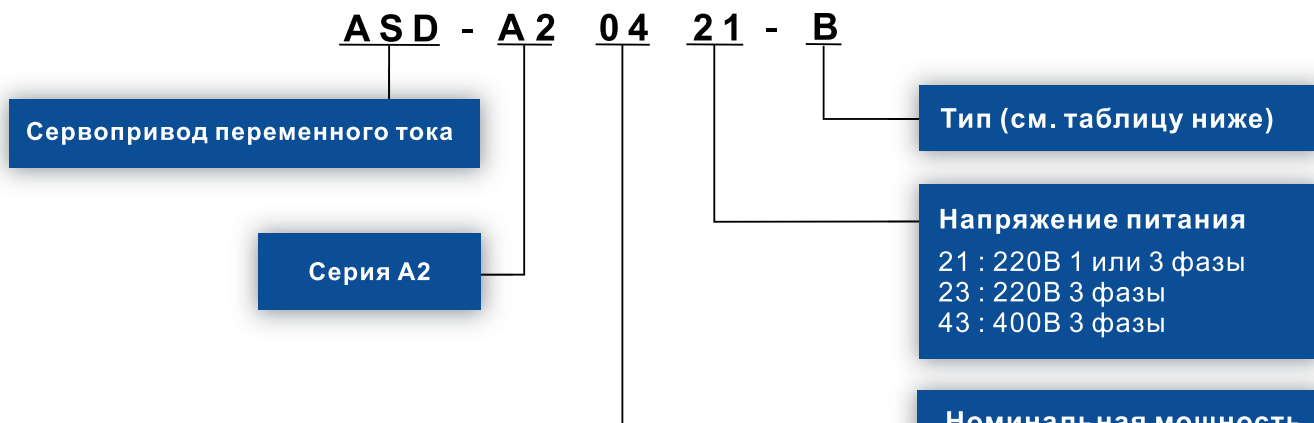 ASD - A2 04 21 - B
Сервопривод переменного тока
Тип (см. таблицу ниже)
Серия A2
Напряжение питания
21 : 220В 1 или 3 фазы
23 : 220В 3 фазы
43 : 400В 3 фазы
Номинальная мощность